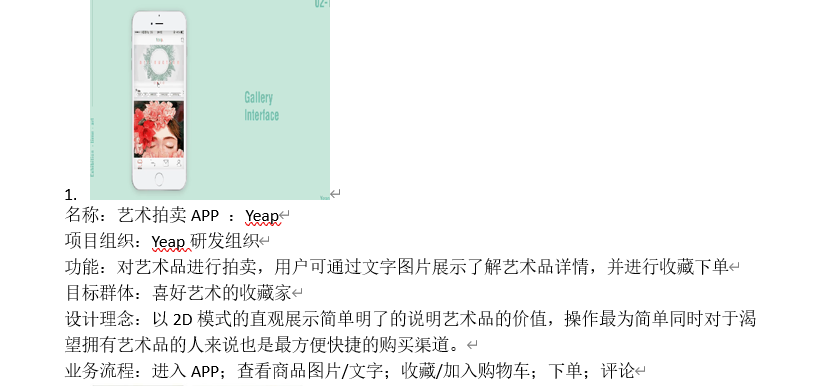 02-
Yeap
Gallery
Interface
1.
名称：艺术拍卖 APP ：Yeap
项目组织：Yeap 研发组织
功能：对艺术品进行拍卖，用户可通过文字图片展示了解艺术品详情，并进行收藏下单
目标群体：喜好艺术的收藏家
设计理念：以 2D 模式的直观展示简单明了的说明艺术品的价值，操作最为简单同时对于渴
望拥有艺术品的人来说也是最方便快捷的购买渠道。
业务流程：进入 APP；查看商品图片/文字；收藏/加入购物车；下单；评论